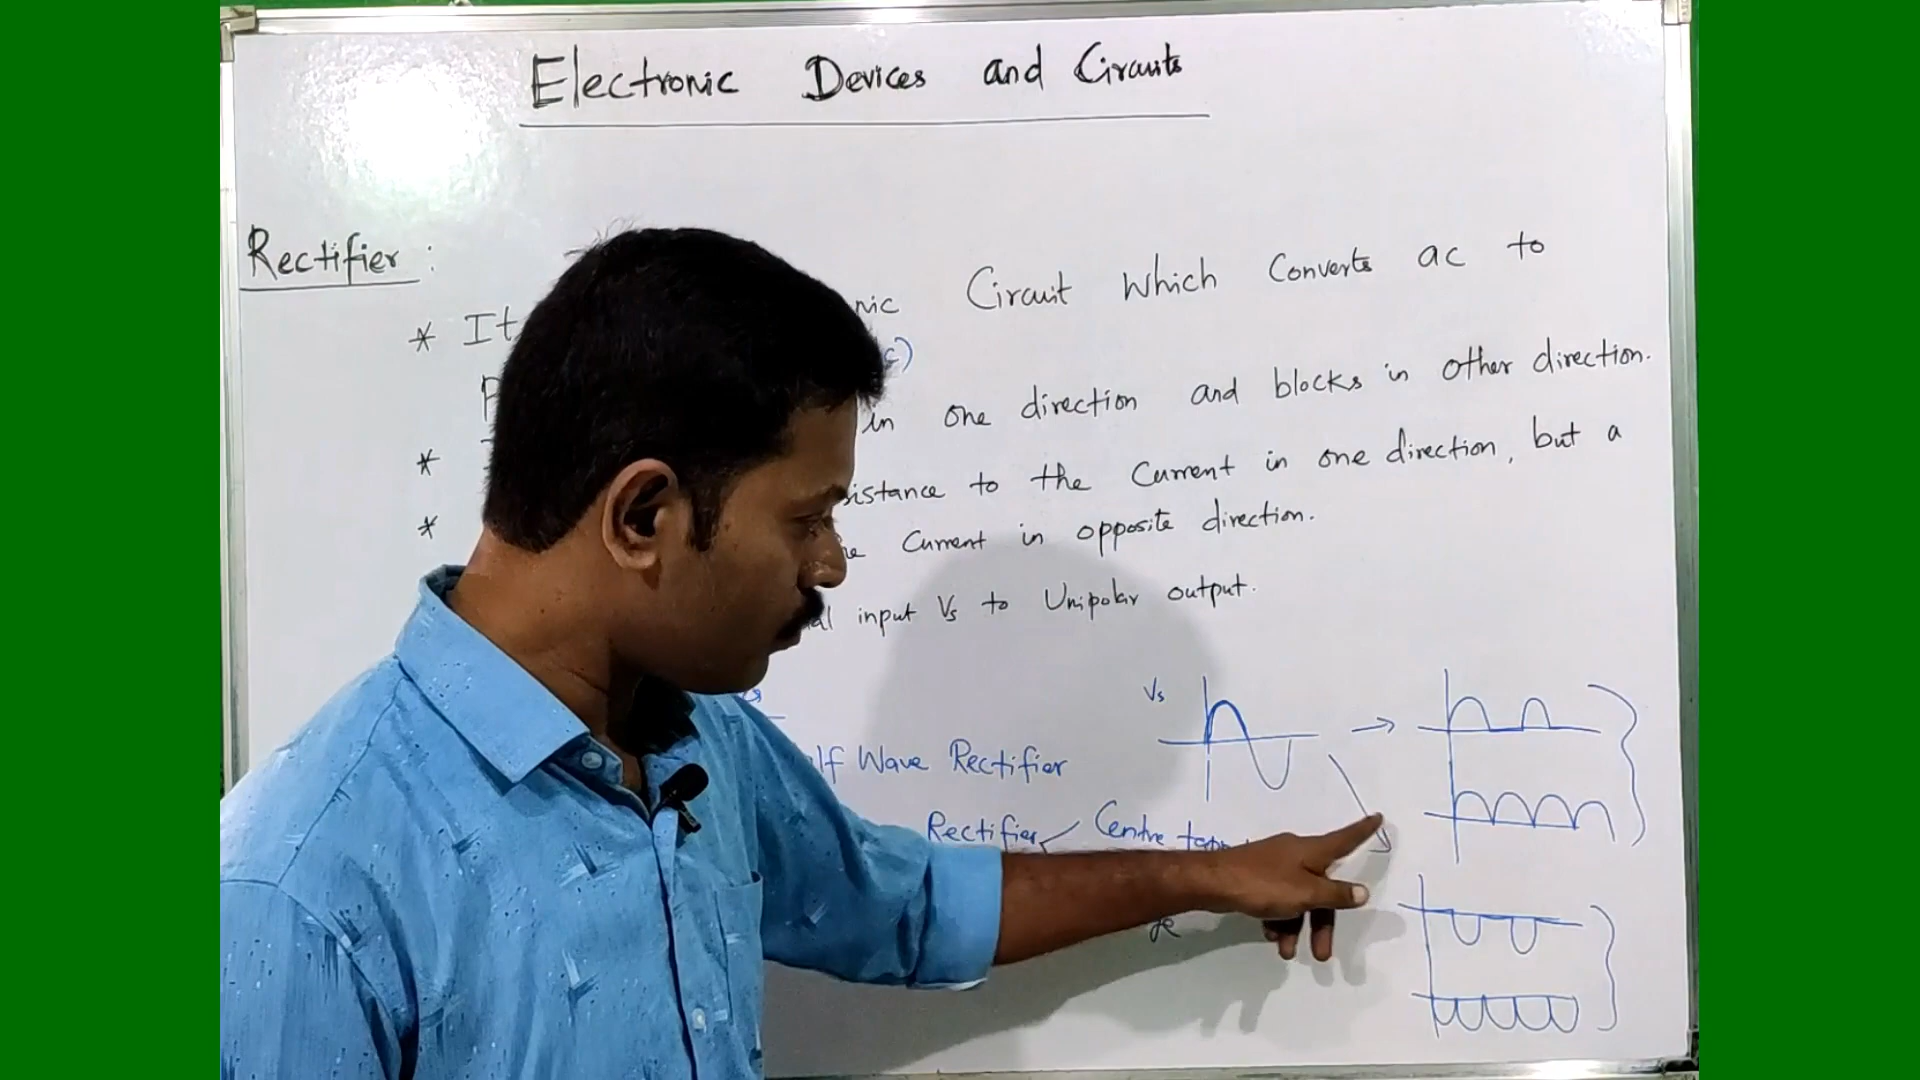 Electronic Devices and Circuits
Rectifier :
* It nic Circuit which Converts ac to
c)
in one direction and blocks in other direction.
* sistance to the Current in one direction, but a
* Current in opposite direction.
input Vs to Unipolar output.
Vs
lf Wave Rectifier
Rectifier Centre tapp